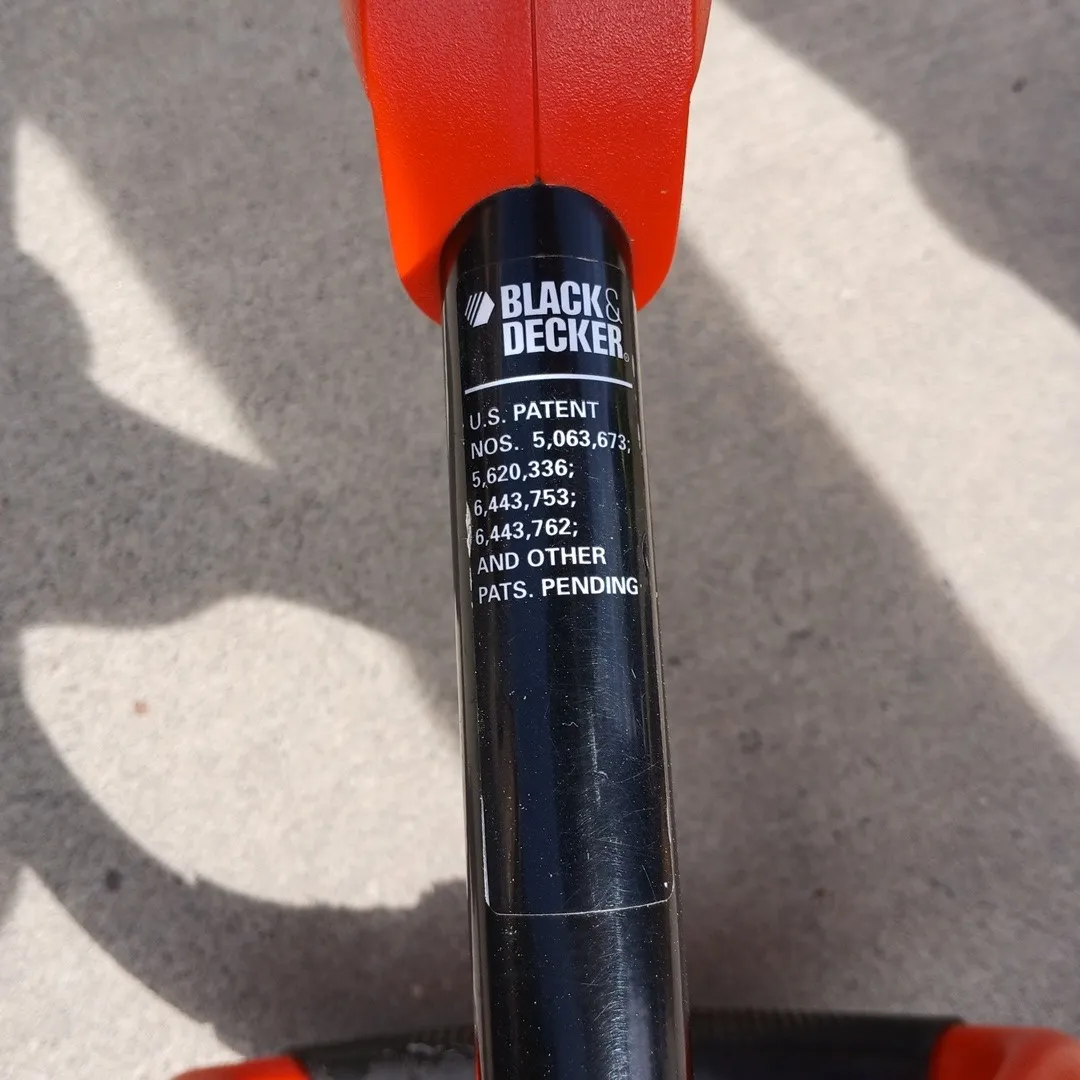 BLACK&
DECKER®
U.S. PATENT
NOS. 5,063,673;
5,620,336;
6,443,753;
6,443,762;
AND OTHER
PATS. PENDING